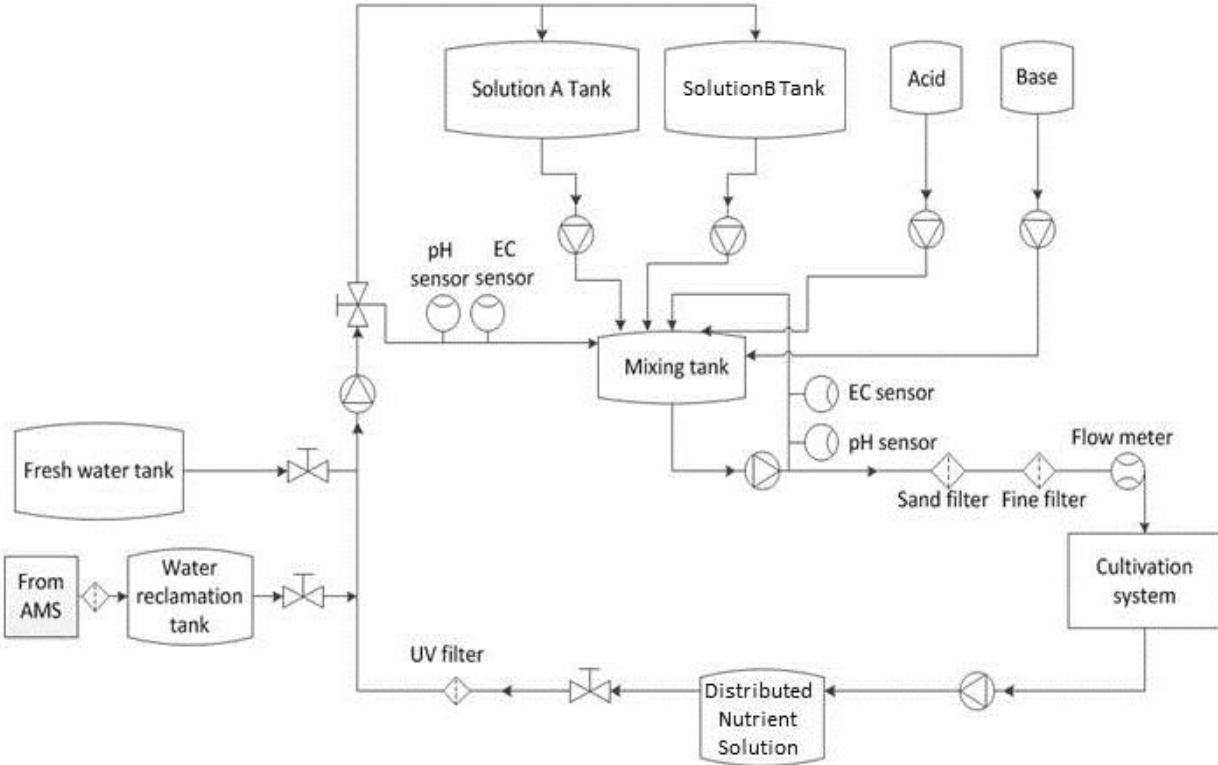 Solution A Tank
SolutionB Tank
Acid
Base
pH
sensor
EC
sensor
Mixing tank
EC sensor
pH sensor
Flow meter
Fresh water tank
Sand filter
Fine filter
From
AMS
Water
reclamation
tank
Cultivation
system
UV filter
Distributed
Nutrient
Solution